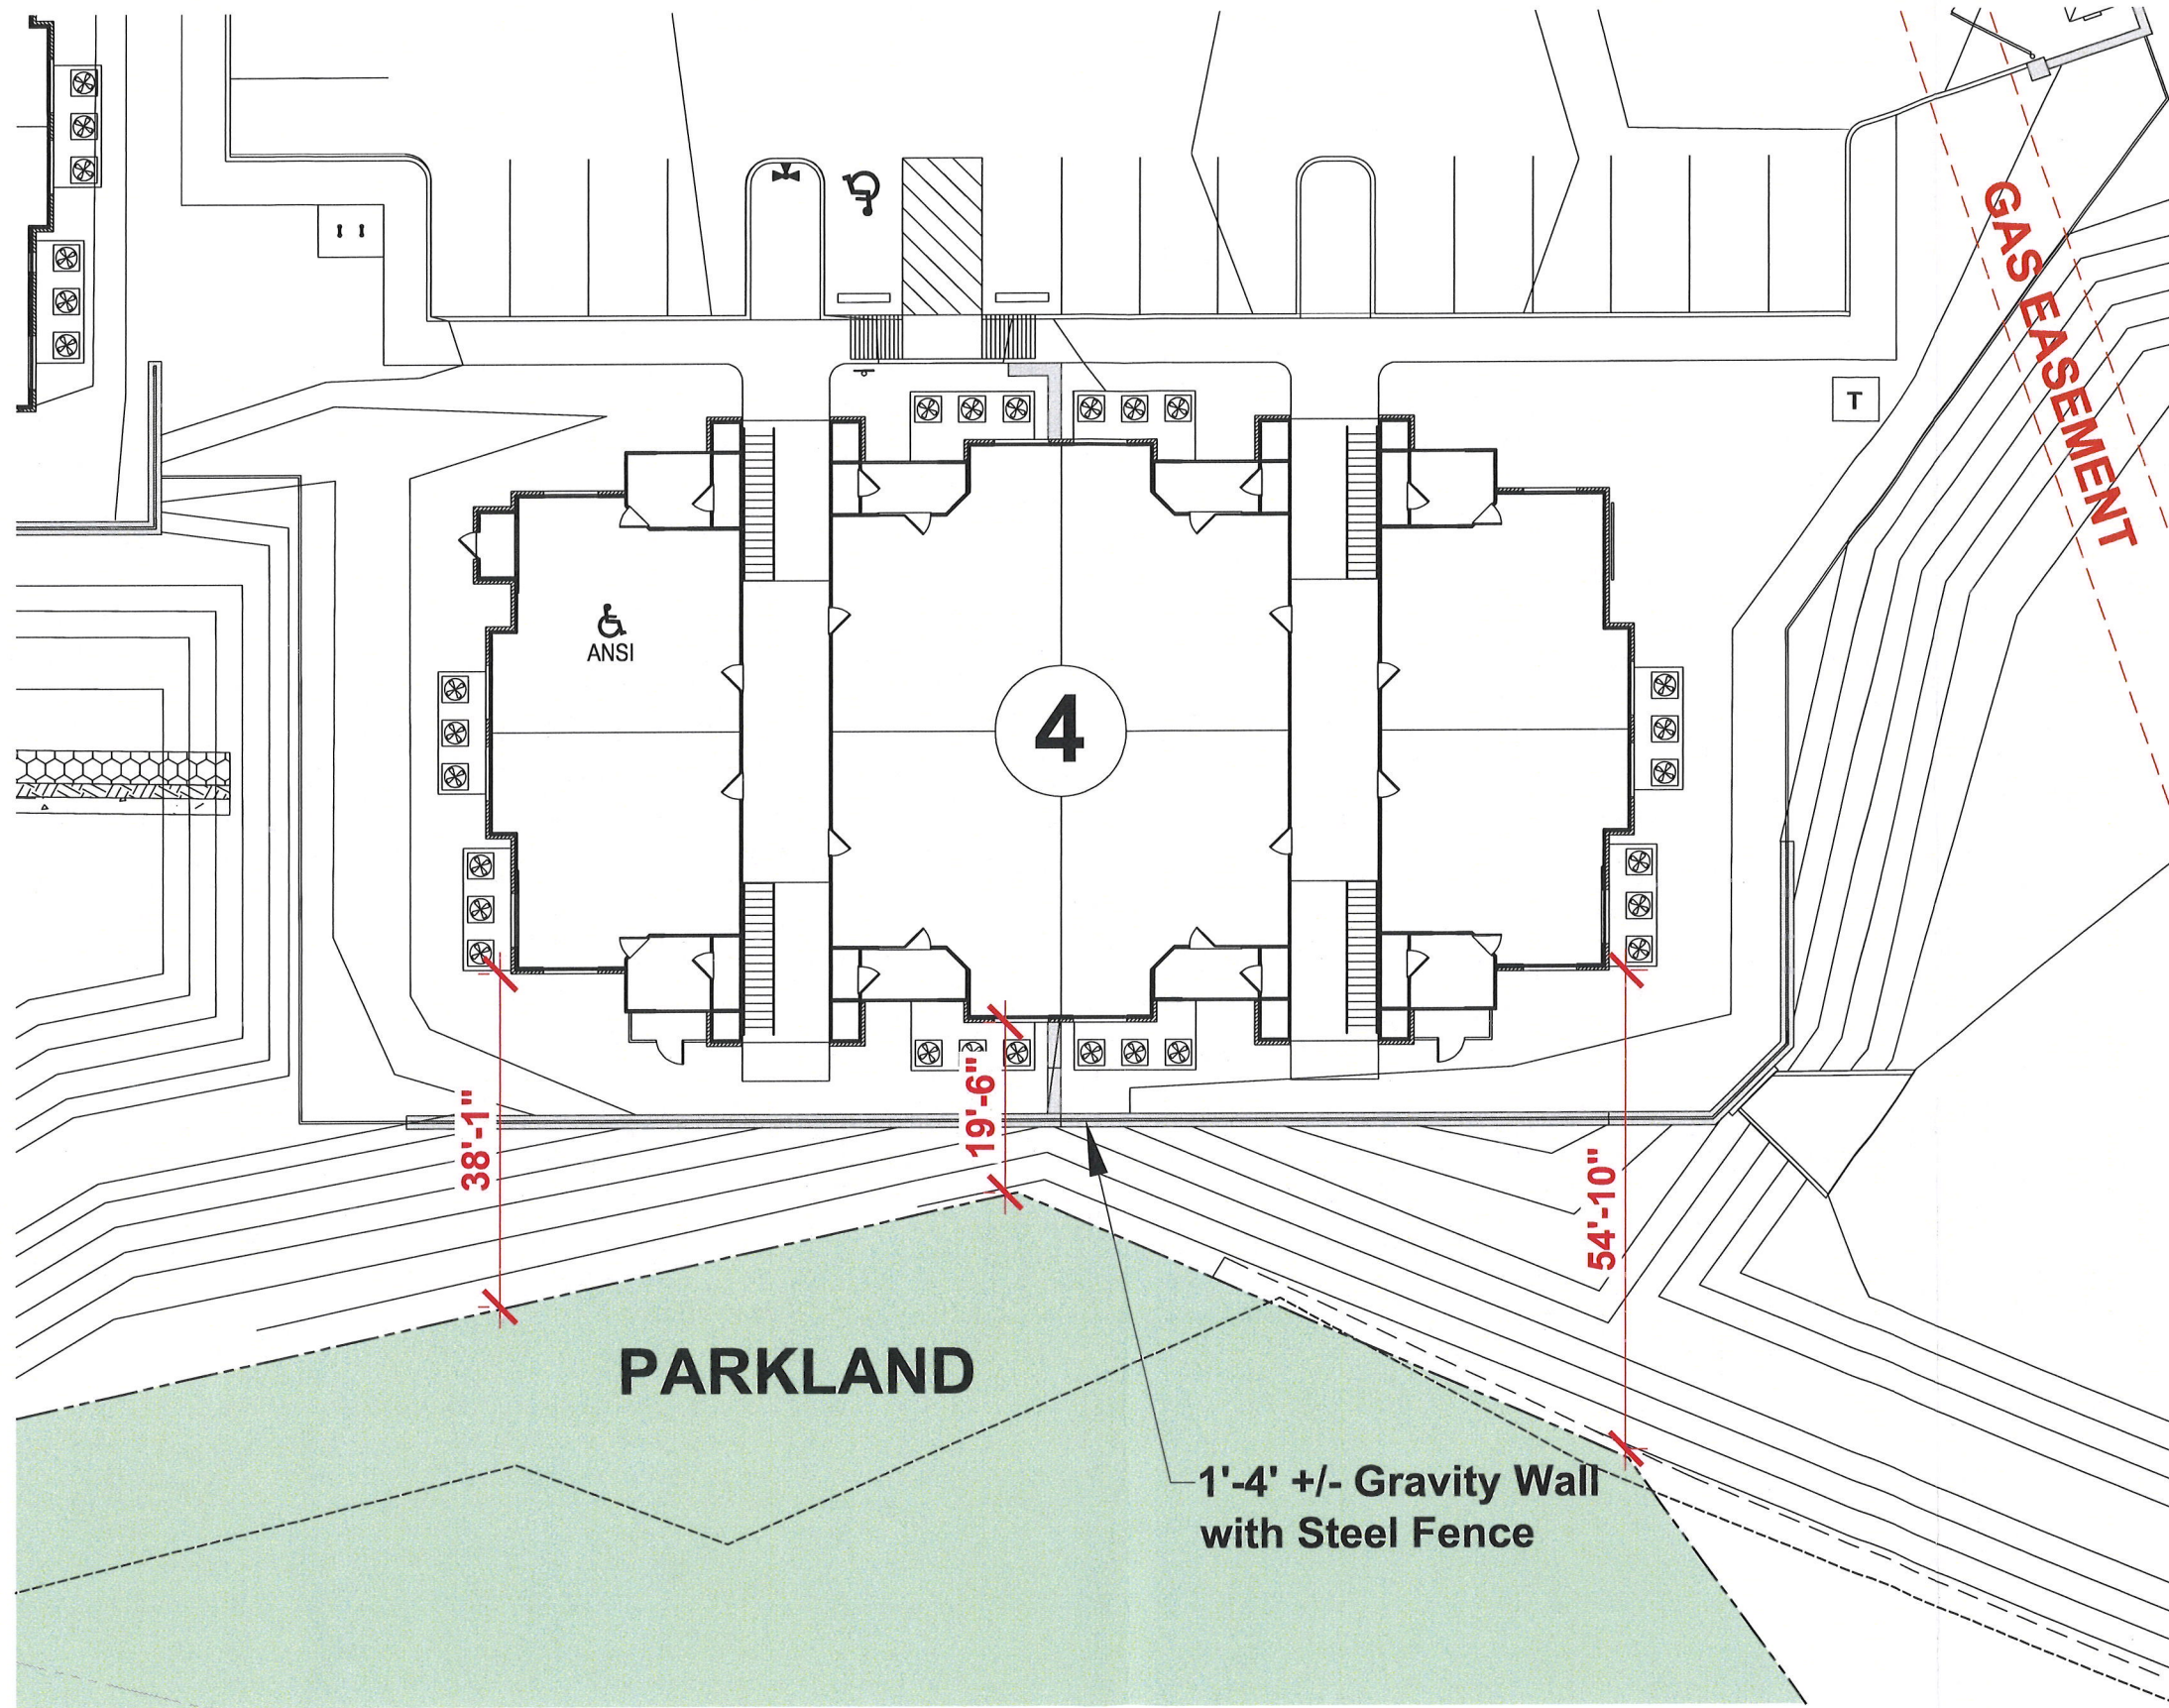 GAS EASEMENT
T
ANSI
4
38'-1"
19'-6"
54'-10"
PARKLAND
1'-4' +/- Gravity Wall
with Steel Fence